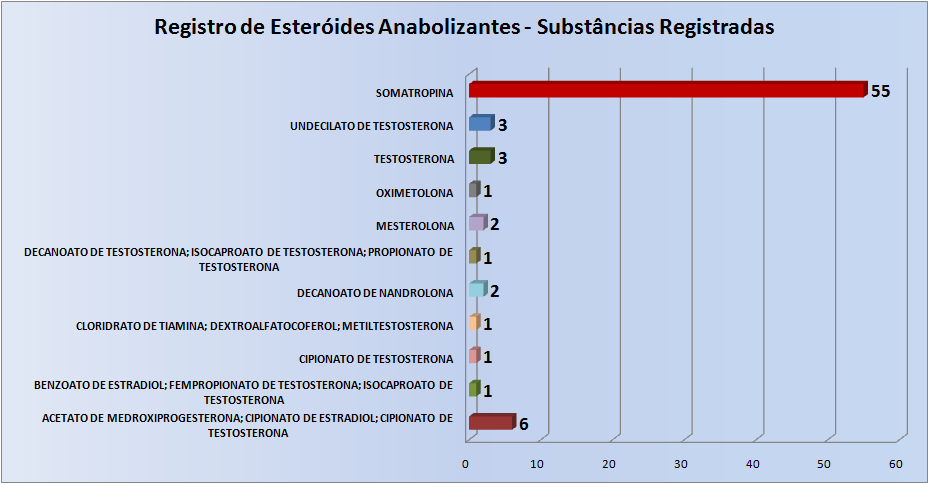 Registro de Esteróides Anabolizantes - Substâncias Registradas
SOMATROPINA
55
UNDECILATO DE TESTOSTERONA
3
TESTOSTERONA
3
OXIMETOLONA
1
MESTEROLONA
2
DECANOATO DE TESTOSTERONA; ISOCAPROATO DE TESTOSTERONA; PROPIONATO DE
TESTOSTERONA
1
DECANOATO DE NANDROLONA
2
CLORIDRATO DE TIAMINA; DEXTROALFATOCOFEROL; METILTESTOSTERONA
1
CIPIONATO DE TESTOSTERONA
1
BENZOATO DE ESTRADIOL; FEMPROPIONATO DE TESTOSTERONA; ISOCAPROATO DE
TESTOSTERONA
1
ACETATO DE MEDROXIPROGESTERONA; CIPIONATO DE ESTRADIOL; CIPIONATO DE
TESTOSTERONA
6
0 10 20 30 40 50 60